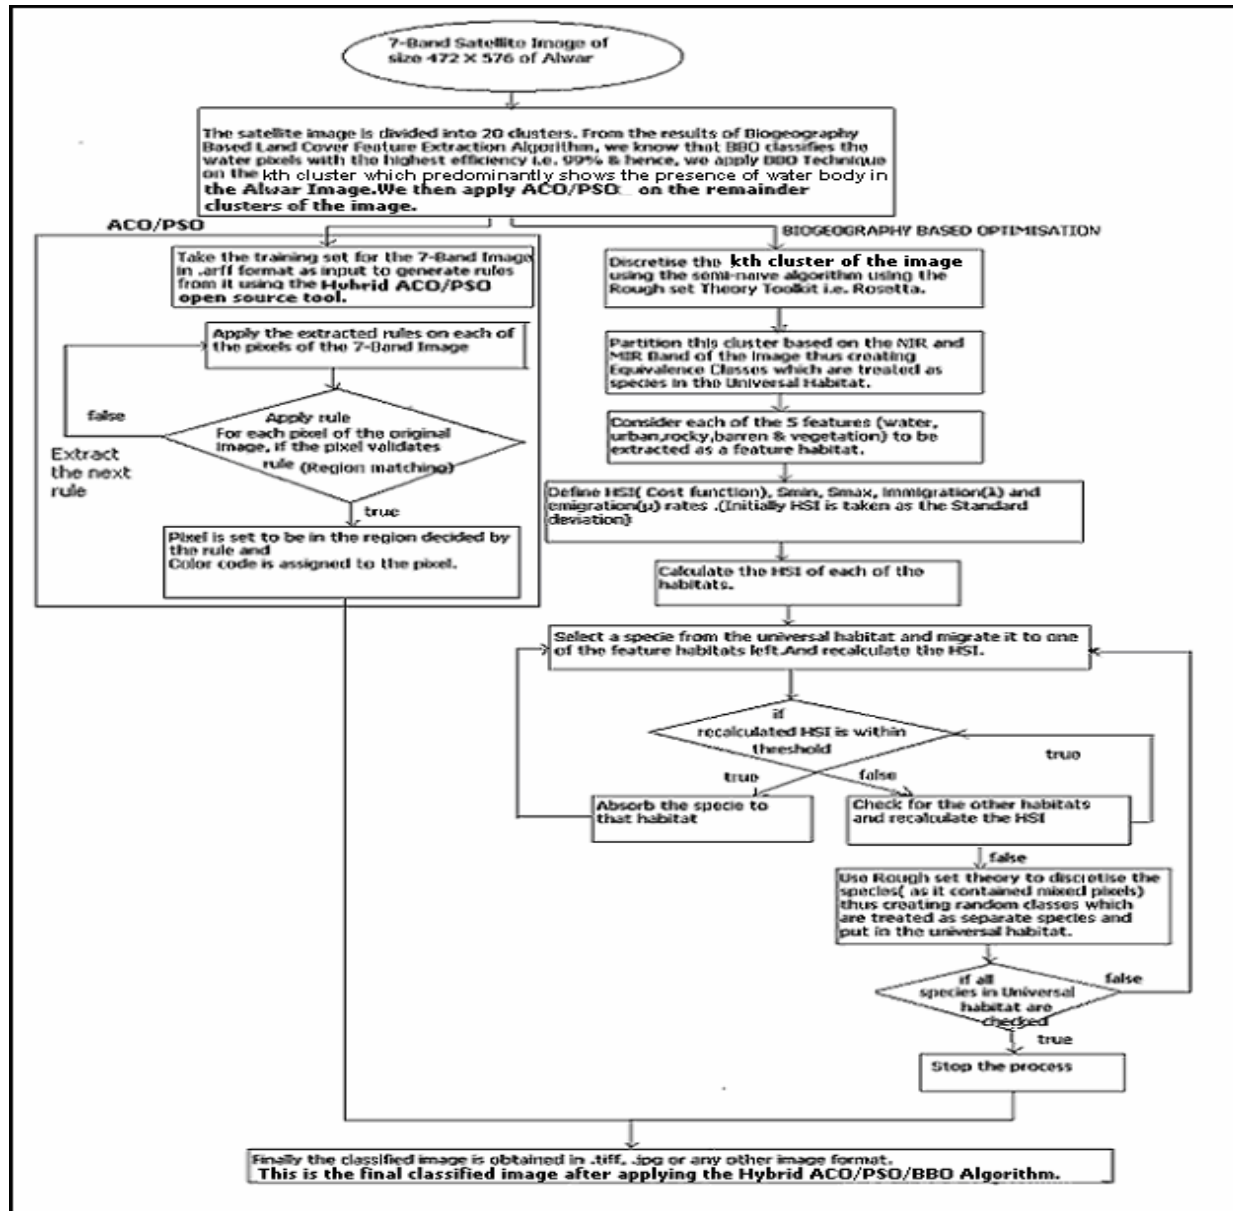 7-Band Satellite Image of
size 472 X 576 of Alwar
The satellite image is divided into 20 clusters. From the results of Biogeography
Based Land Cover Feature Extraction Algorithm, we know that BBO classifies the
water pixels with the highest efficiency i.e. 99% & hence, we apply BBO Technique
on the kth cluster which predominantly shows the presence of water body in
the Alwar Image.We then apply ACO/PSO on the remainder
clusters of the image.
ACO/PSO
Take the training set for the 7-Band Image
in .arff format as input to generate rules
from it using the Hybrid ACO/PSO
open source tool.
Apply the extracted rules on each of
the pixels of the 7-Band Image
false
Extract
the next
rule
Apply rule
For each pixel of the original
image, if the pixel validates
rule (Region matching)
true
Pixel is set to be in the region decided by
the rule and
Color code is assigned to the pixel.
BIOGEOGRAPHY BASED OPTIMISATION
Discretise the kth cluster of the image
using the semi-naive algorithm using the
Rough set Theory Toolkit i.e. Rosetta.
Partition this cluster based on the NIR and
MIR Band of the image thus creating
Equivalence Classes which are treated as
species in the Universal Habitat.
Consider each of the 5 features (water,
urban,rocky,barren & vegetation) to be
extracted as a feature habitat.
Define HSI( Cost function), Smin, Smax, immigration(λ) and
emigration(μ) rates .(Initially HSI is taken as the Standard
deviation)
Calculate the HSI of each of the
habitats.
Select a specie from the universal habitat and migrate it to one
of the feature habitats left.And recalculate the HSI.
if
recalculated HSI is within
threshold
true
false
true
Absorb the specie to
that habitat
Check for the other habitats
and recalculate the HSI
false
Use Rough set theory to discretise the
species( as it contained mixed pixels)
thus creating random classes which
are treated as separate species and
put in the universal habitat.
if all
species in Universal
habitat are
checked
false
true
Stop the process
Finally the classified image is obtained in .tiff, .jpg or any other image format.
This is the final classified image after applying the Hybrid ACO/PSO/BBO Algorithm.